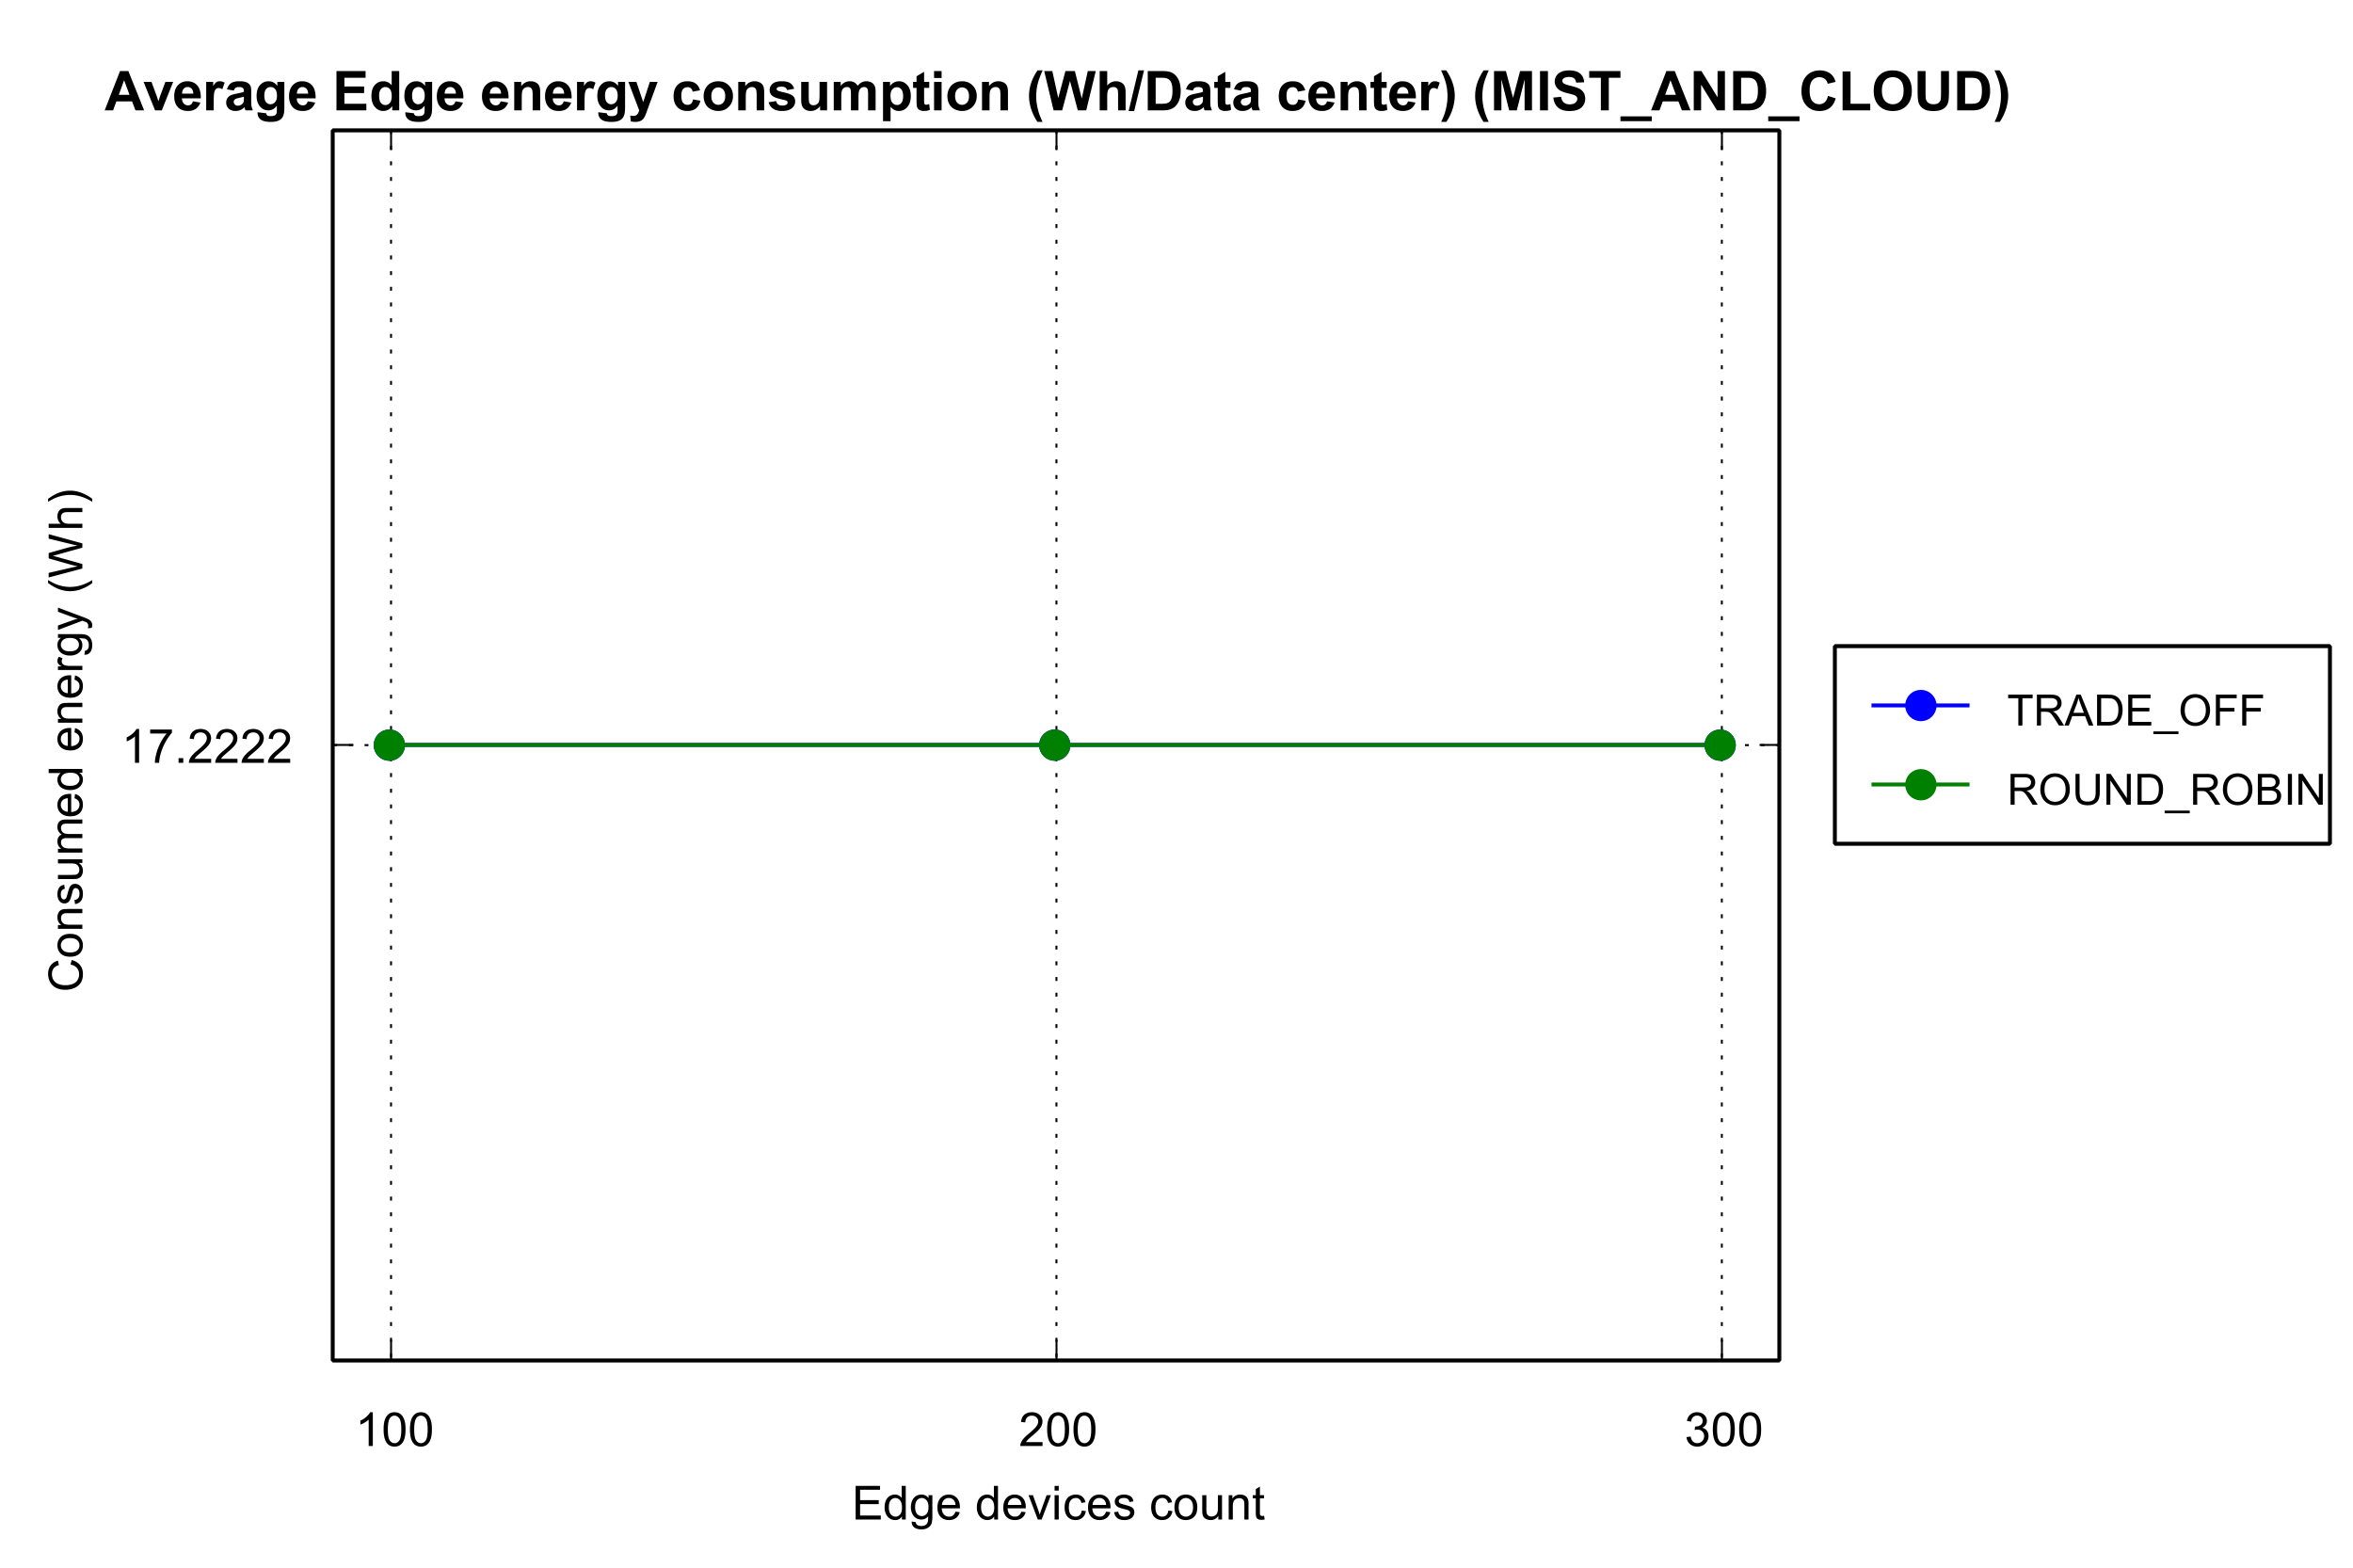 Average Edge energy consumption (Wh/Data center) (MIST_AND_CLOUD)
Consumed energy (Wh)
17.2222
TRADE_OFF
ROUND_ROBIN
100 200 300
Edge devices count